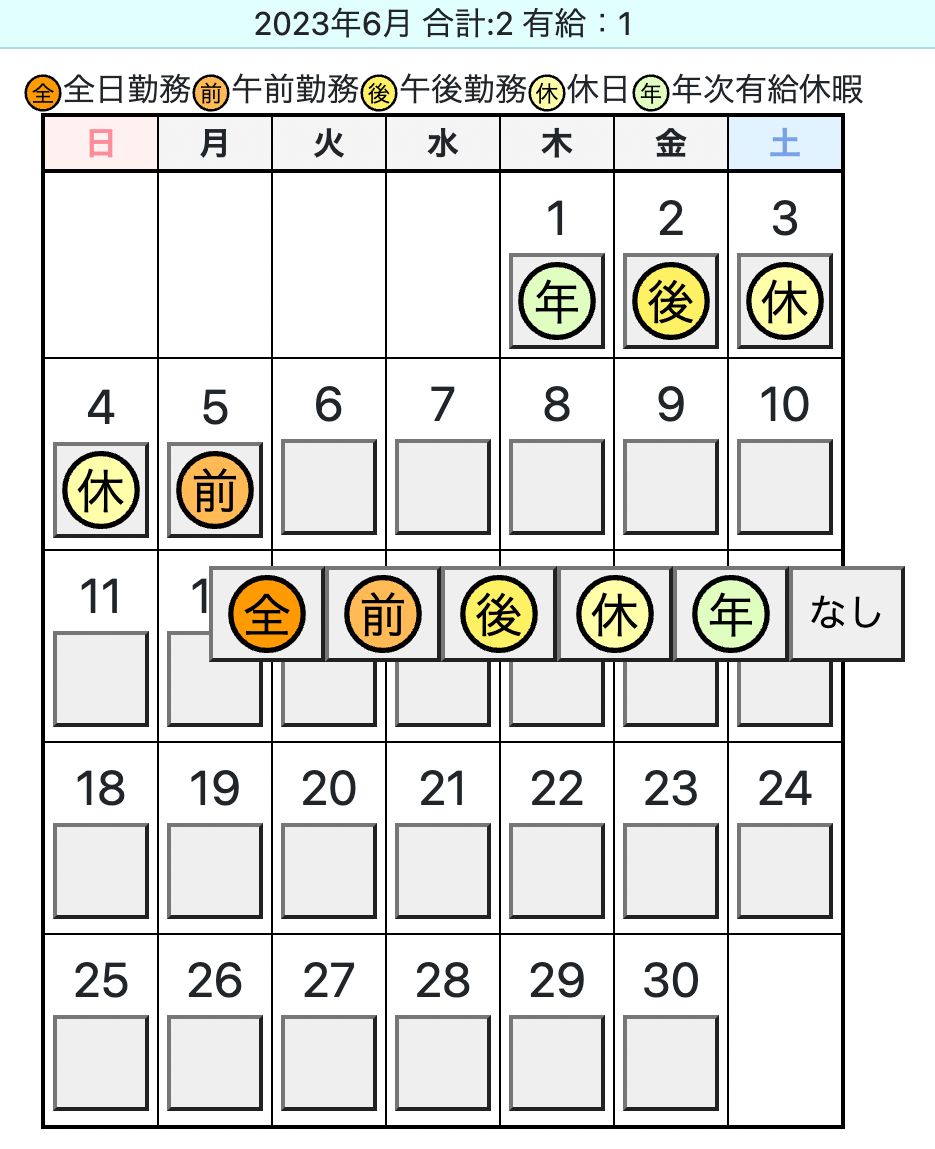 2023年6月 合計:2 有給：1
全全日勤務前午前勤務後午後勤務休休日年年次有給休暇
日 月 火 水 木 金 土
1 2 3
年 後 休
4 5 6 7 8 9 10
休 前
11 1
全 前 後 休 年 なし
18 19 20 21 22 23 24
25 26 27 28 29 30